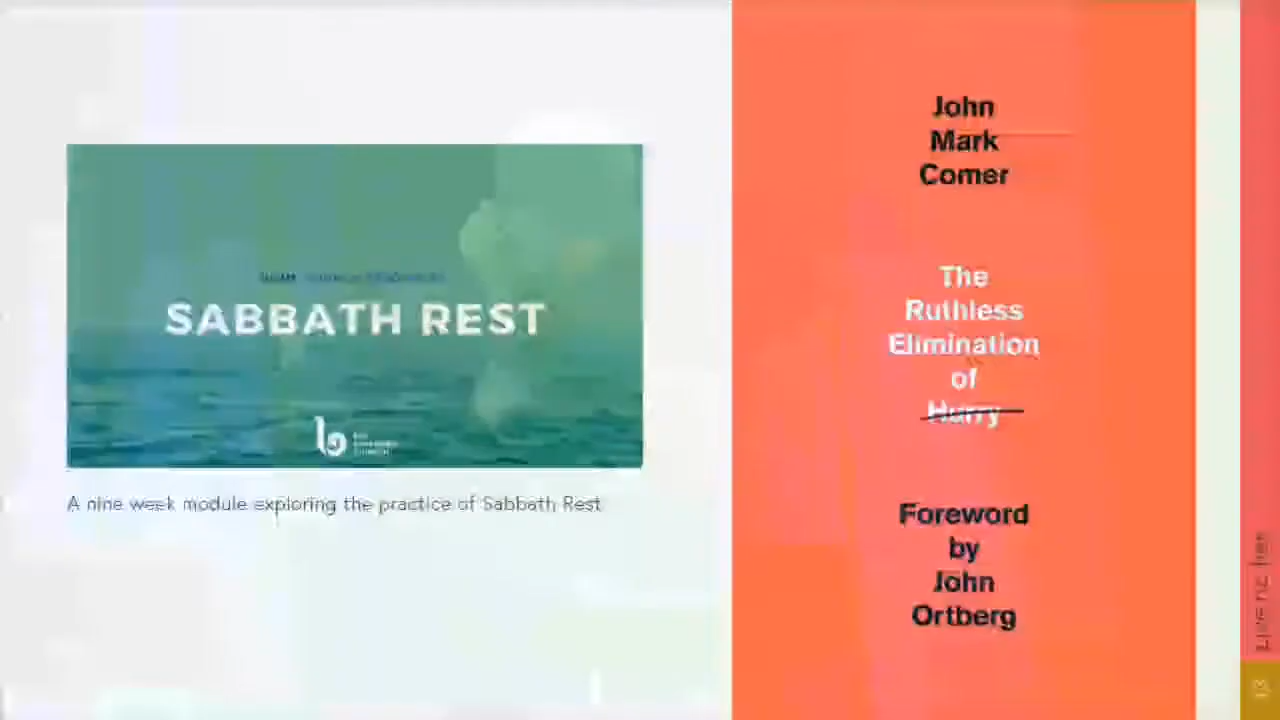 SABBATH REST
A nine week module exploring the practice of Sabbath Rest
John
Mark
Comer
The
Ruthless
Elimination
of
Hurry
Foreword
by
John
Ortberg